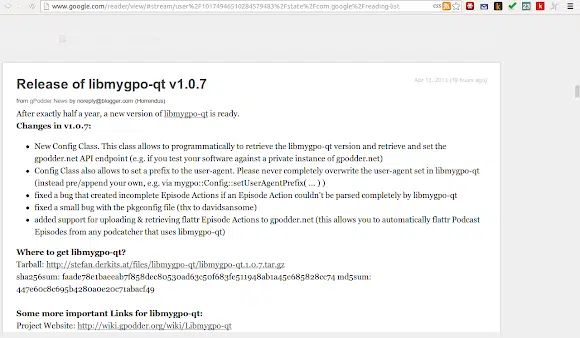 www.google.com/reader/view/#stream/user%2F10174946510284579483%2Fstate%2Fcom.google%2Freading-list
Release of libmygpo-qt v1.0.7
Apr 12, 2013 (19 hours ago)
from gPodder News by noreply@blogger.com (Horrendus)
After exactly half a year, a new version of libmygpo-qt is ready.
Changes in v1.0.7:
New Config Class. This class allows to programmatically to retrieve the libmygpo-qt version and retrieve and set the
gpodder.net API endpoint (e.g. if you test your software against a private instance of gpodder.net)
Config Class also allows to set a prefix to the user-agent. Please never completely overwrite the user-agent set in libmygpo-qt
(instead pre/append your own, e.g. via mygpo::Config::setUserAgentPrefix( ... ) )
fixed a bug that created incomplete Episode Actions if an Episode Action couldn't be parsed completely by libmygpo-qt
fixed a small bug with the pkgconfig file (thx to davidsansome)
added support for uploading & retrieving flattr Episode Actions to gpodder.net (this allows you to automatically flattr Podcast
Episodes from any podcatcher that uses libmygpo-qt)
Where to get libmygpo-qt?
Tarball: http://stefan.derkits.at/files/libmygpo-qt/libmygpo-qt.1.0.7.tar.gz
sha256sum: faade78e1baeeab7f858dec80530ad63c50f683fe511948ab1a45e685828cc74 md5sum:
447e60c8c695b4280a0e20c71abacf49
Some more important Links for libmygpo-qt:
Project Website: http://wiki.gpodder.org/wiki/Libmygpo-qt